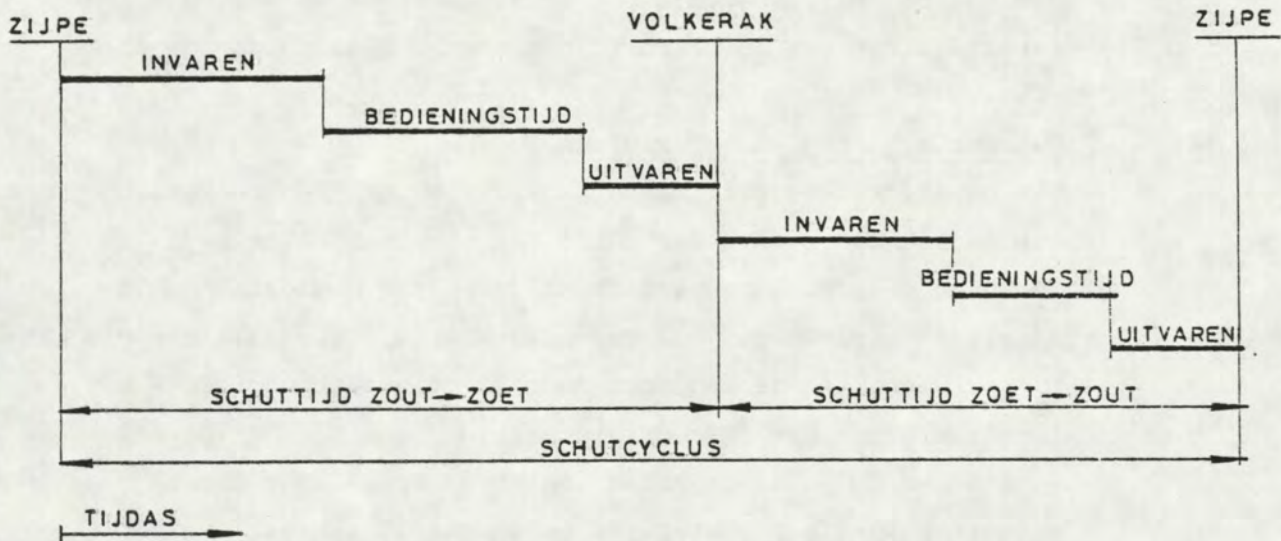 ZIJPE VOLKERAK ZIJPE
INVAREN
BEDIENINGSTIJD
UITVAREN
INVAREN
BEDIENINGSTIJD
UITVAREN
SCHUTTIJD ZOUT→ZOET SCHUTTIJD ZOET→ZOUT
SCHUTCYCLUS
TIJDAS